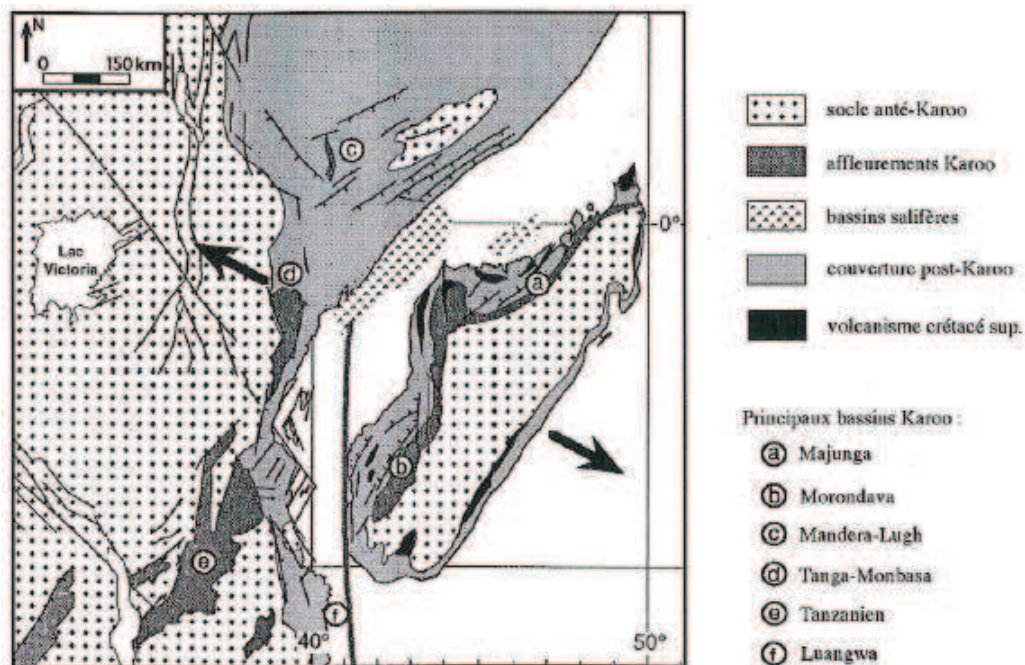 N
0 150 km
Lac
Victoria
c
0°
d
a
b
e
f
40°
50°
socle anté-Karoo
affleurements Karoo
bassins salifères
couverture post-Karoo
volcanisme crétacé sup.
Principaux bassins Karoo :
a Majunga
b Morondava
c Mandera-Lugh
d Tanga-Monbasa
e Tanzanien
f Luangwa